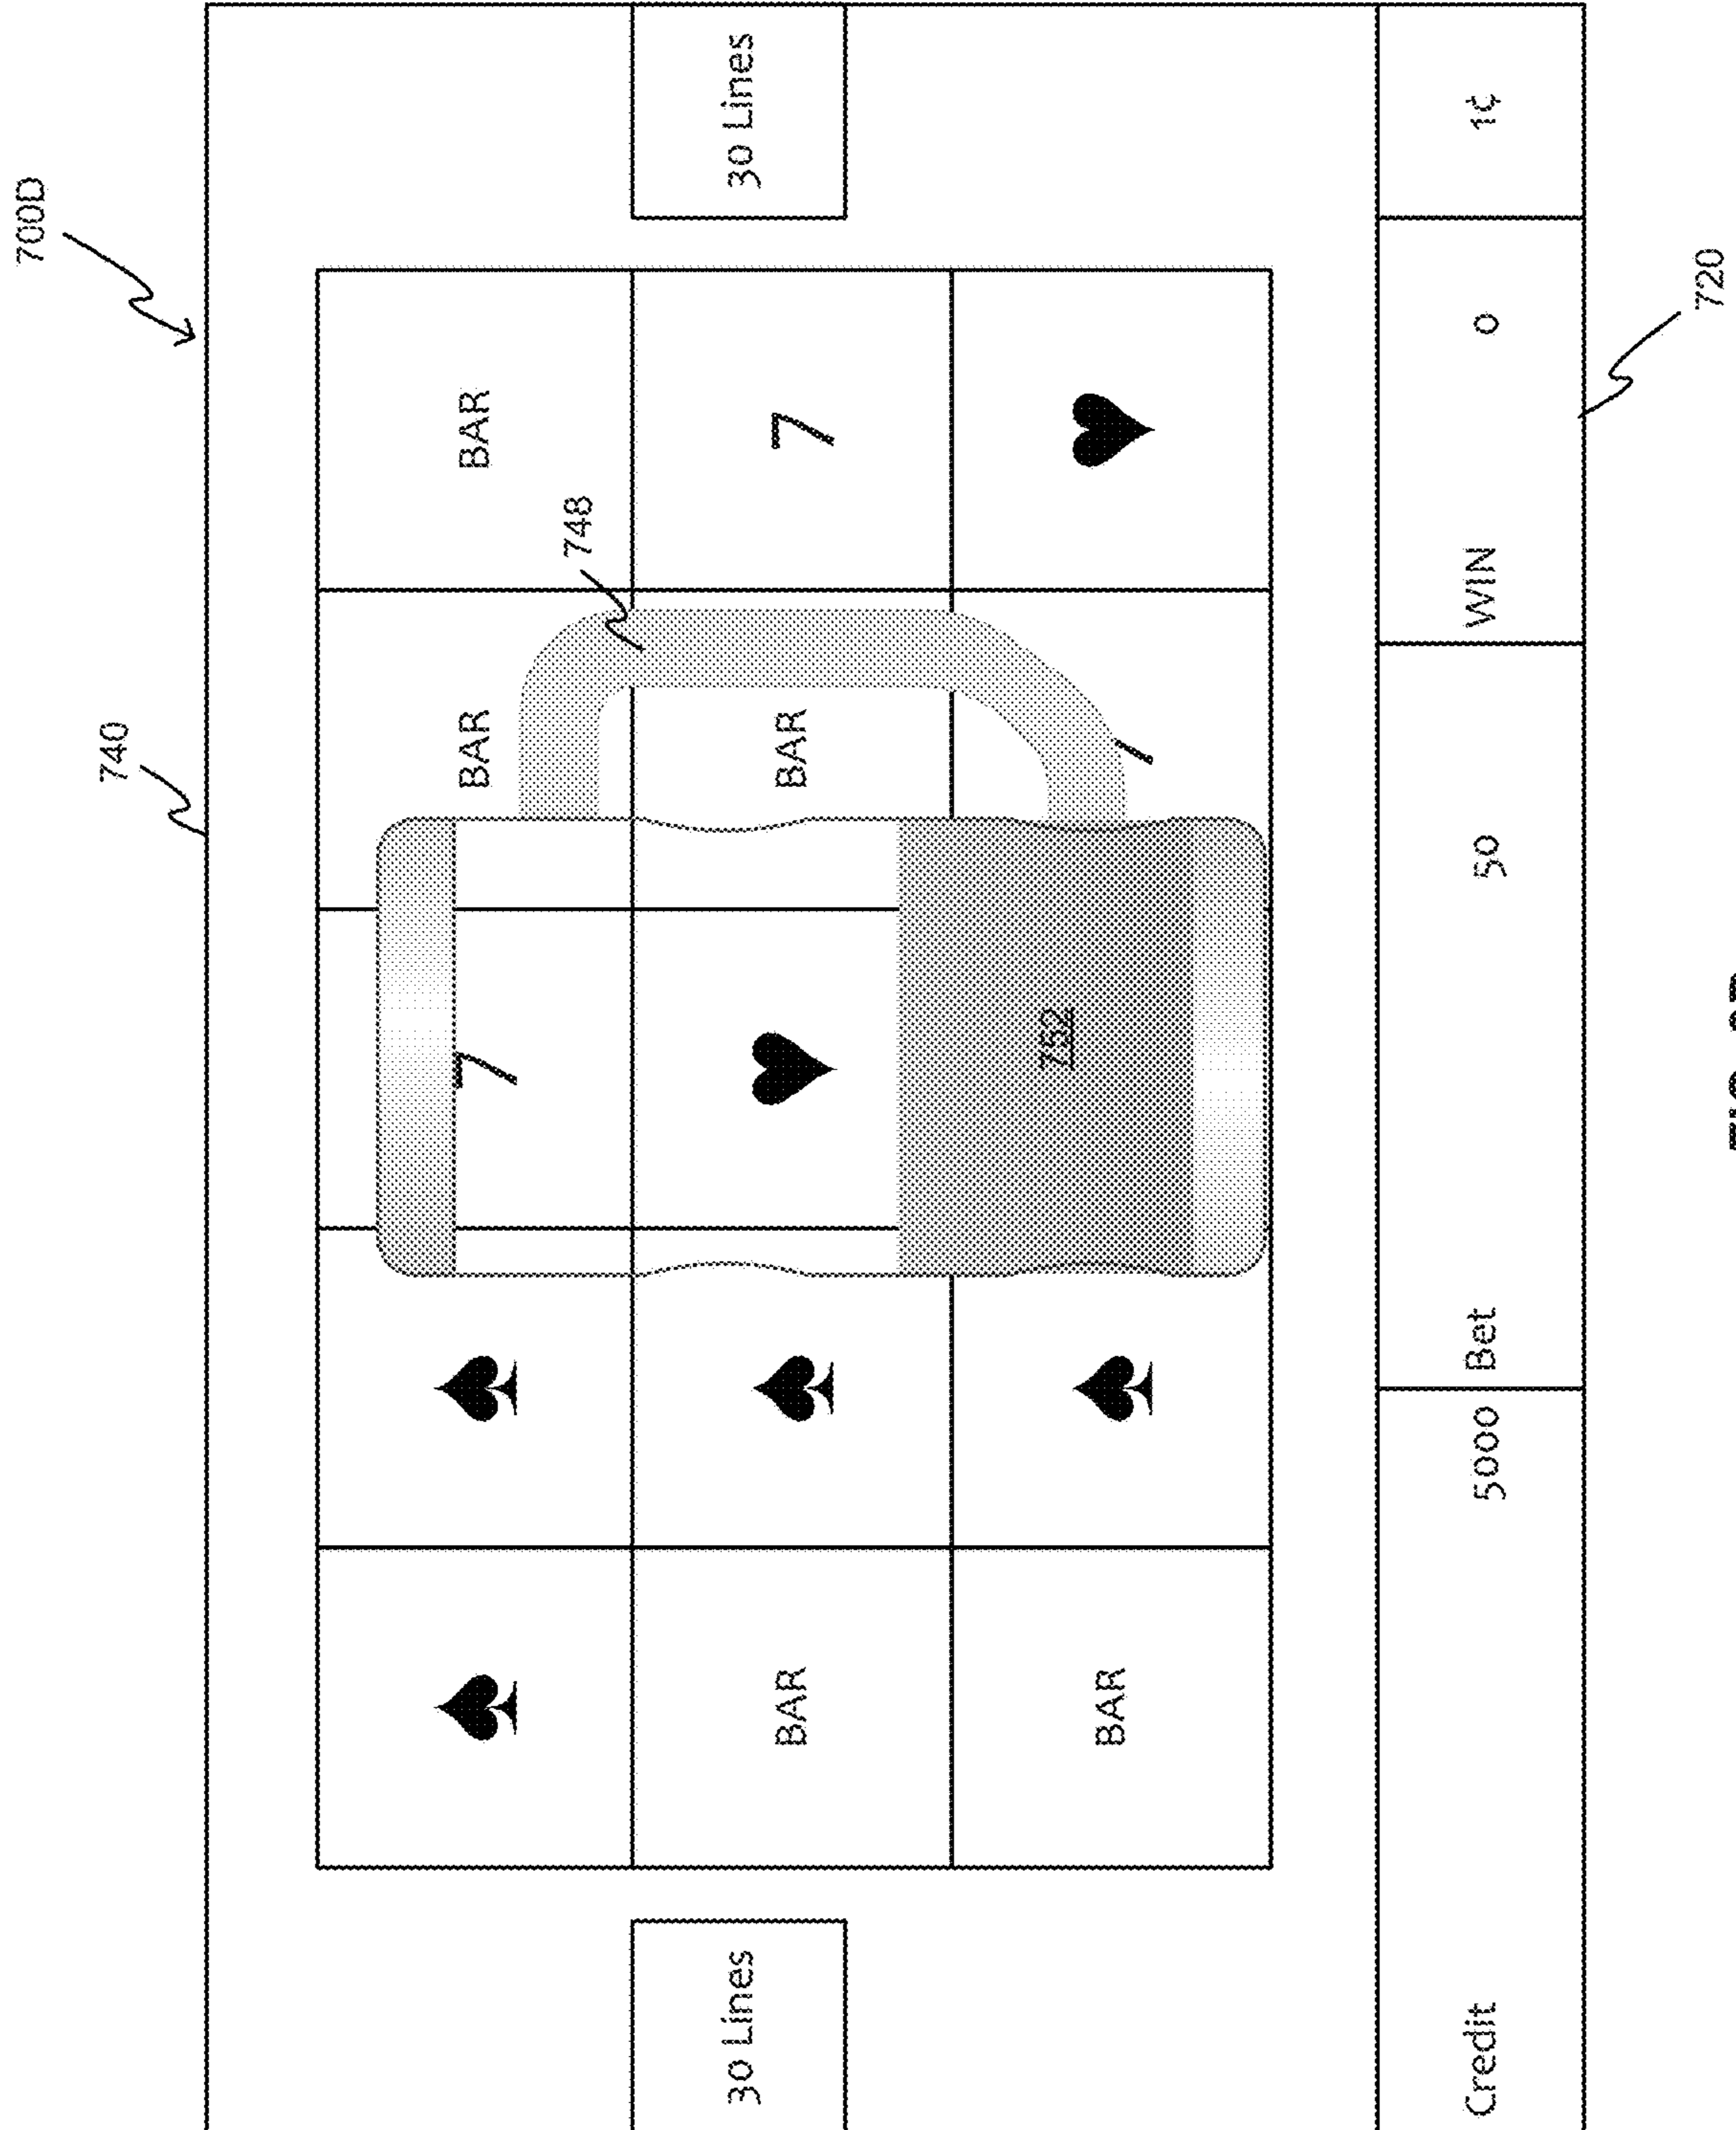 700D
740
748
30 Lines
30 Lines
♠ ♠ 7 BAR BAR
BAR ♠ ♥ BAR 7
BAR ♠ ♥
752
Credit 5000 Bet 50 WIN 0 1¢
720